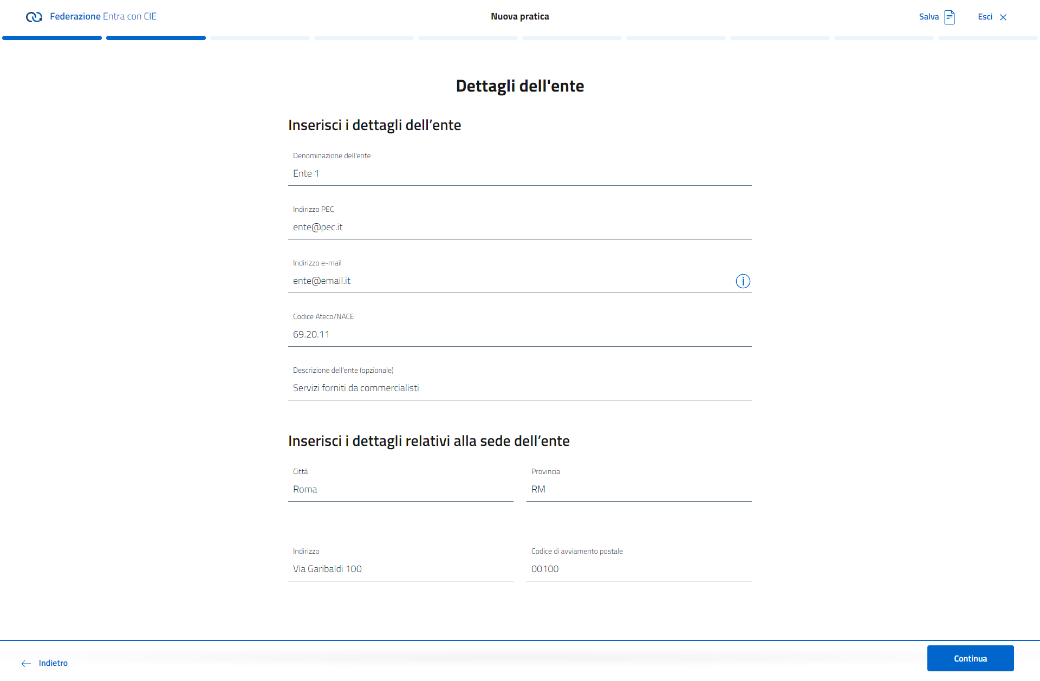 Federazione Entra con CIE
Nuova pratica
Salva
Esci
Dettagli dell'ente
Inserisci i dettagli dell’ente
Denominazione dell'ente
Ente 1
Indirizzo PEC
ente@pec.it
Indirizzo e-mail
ente@email.it
Codice Ateco/NACE
69.20.11
Descrizione dell'ente (opzionale)
Servizi forniti da commercialisti
Inserisci i dettagli relativi alla sede dell’ente
Città Provincia
Roma RM
Indirizzo Codice di avviamento postale
Via Garibaldi 100 00100
Indietro
Continua